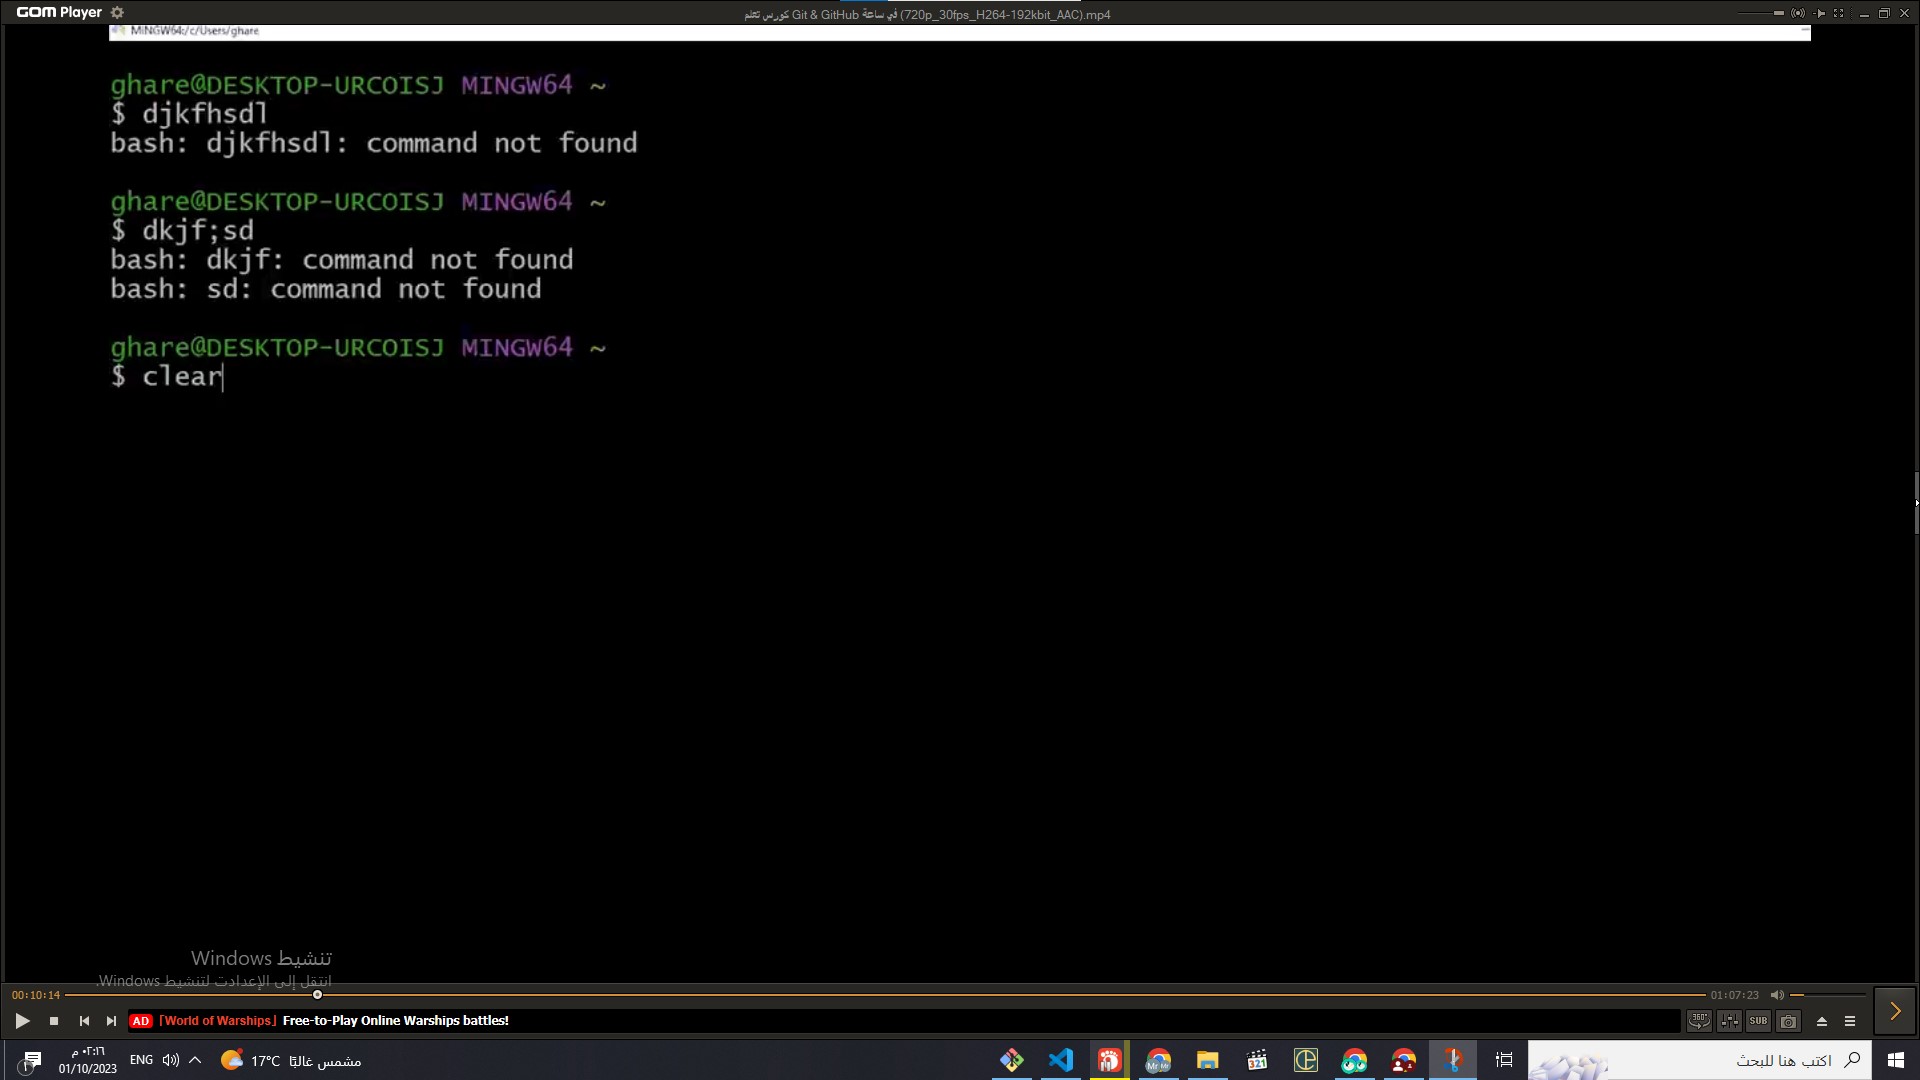 GOM Player
كورس تتعلم Git & GitHub في ساعة (720p_30fps_H264-192kbit_AAC).mp4
MINGW64:/c/Users/ghare
ghare@DESKTOP-URCOISJ MINGW64 ~
$ djkfhsdl
bash: djkfhsdl: command not found
ghare@DESKTOP-URCOISJ MINGW64 ~
$ dkjf;sd
bash: dkjf: command not found
bash: sd: command not found
ghare@DESKTOP-URCOISJ MINGW64 ~
$ clear
تنشيط Windows
انتقل إلى الإعدادت لتنشيط Windows.
00:10:14
01:07:23
AD [World of Warships] Free-to-Play Online Warships battles!
360°
SUB
٠٢:١٦ م
01/10/2023
ENG
17°C مشمس غالبًا
321
اكتب هنا للبحث